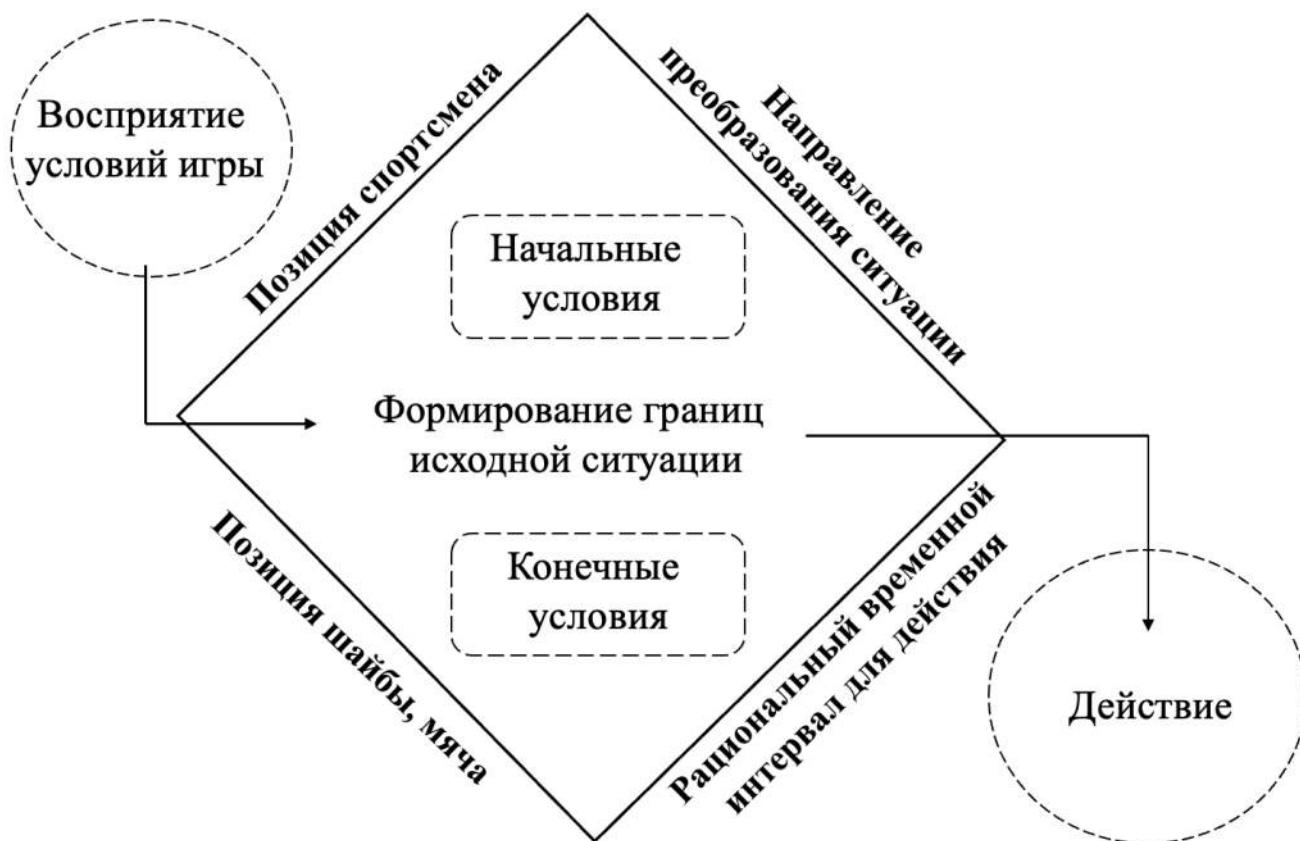 Восприятие
условий игры
Позиция спортсмена
Направление
преобразования ситуации
Начальные
условия
Формирование границ
исходной ситуации
Конечные
условия
Позиция шайбы, мяча
Рациональный временной
интервал для действия
Действие